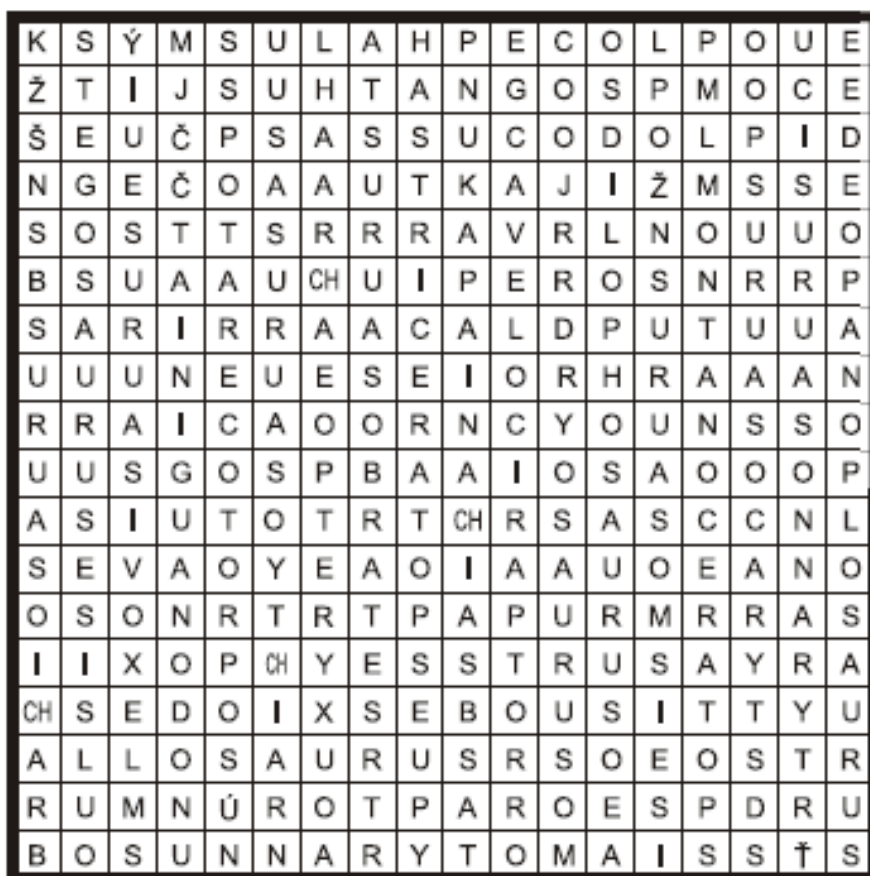 K S Ý M S U L A H P E C O L P O U E
Ž T I J S U H T A N G O S P M O C E
Š E U Č P S A S S U C O D O L P I D
N G E Č O A A U T K A J I Ž M S S E
S O S T T S R R R A V R L N O U U O
B S U A A U CH U I P E R O S N R R P
S A R I R R A A C A L D P U T U U A
U U U N E U E S E I O R H R A A A N
R R A I C A O O R N C Y O U N S S O
U U S G O S P B A A I O S A O O O P
A S I U T O T R T CH R S A S C C N L
S E V A O Y E A O I A A U O E A N O
O S O N R T R T P A P U R M R R A S
I I X O P CH Y E S S T R U S A Y R A
CH S E D O I X S E B O U S I T T Y U
A L L O S A U R U S R S O E O S T R
R U M N Ú R O T P A R O E S P D R U
B O S U N N A R Y T O M A I S S Ť S